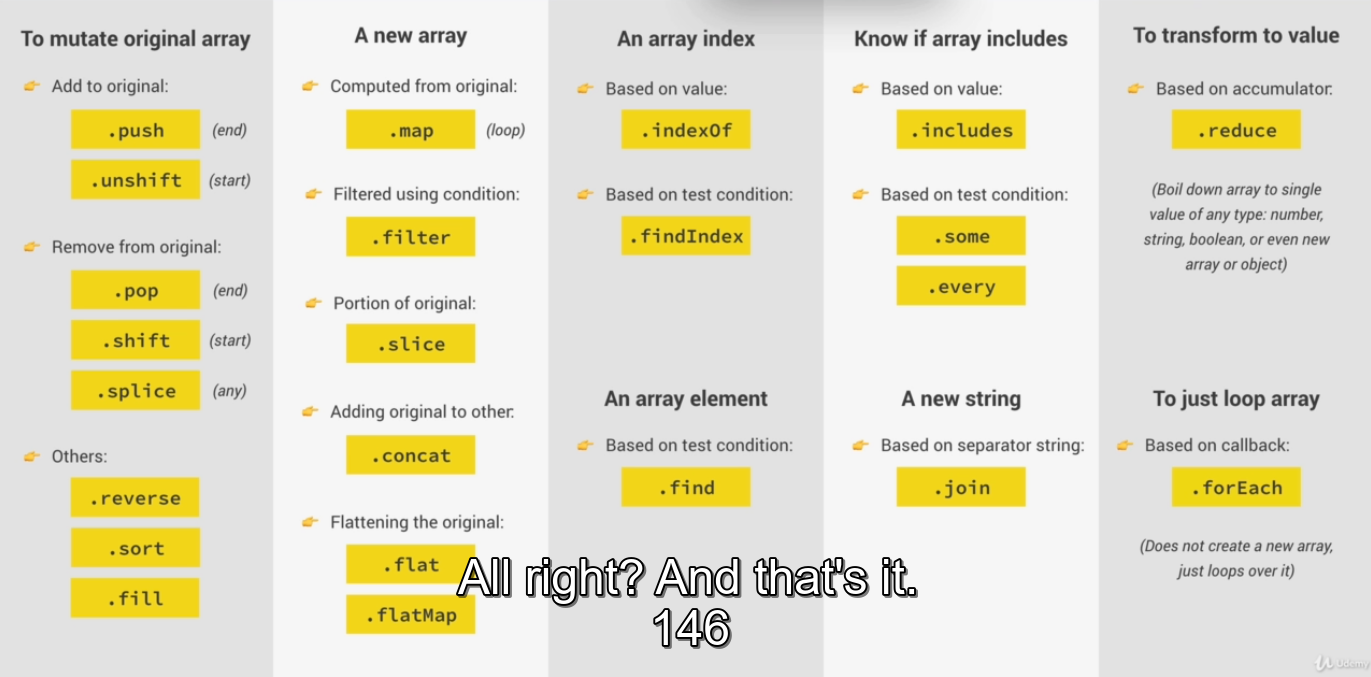 To mutate original array
Add to original:
.push (end)
.unshift (start)
Remove from original:
.pop (end)
.shift (start)
.splice (any)
Others:
.reverse
.sort
.fill
A new array
Computed from original:
.map (loop)
Filtered using condition:
.filter
Portion of original:
.slice
Adding original to other:
.concat
Flattening the original:
.flat
.flatMap
An array index
Based on value:
.indexOf
Based on test condition:
.findIndex
An array element
Based on test condition:
.find
Know if array includes
Based on value:
.includes
Based on test condition:
.some
.every
A new string
Based on separator string:
.join
To transform to value
Based on accumulator:
.reduce
(Boil down array to single
value of any type: number,
string, boolean, or even new
array or object)
To just loop array
Based on callback:
.forEach
(Does not create a new array,
just loops over it)
All right? And that's it.
146
Udemy